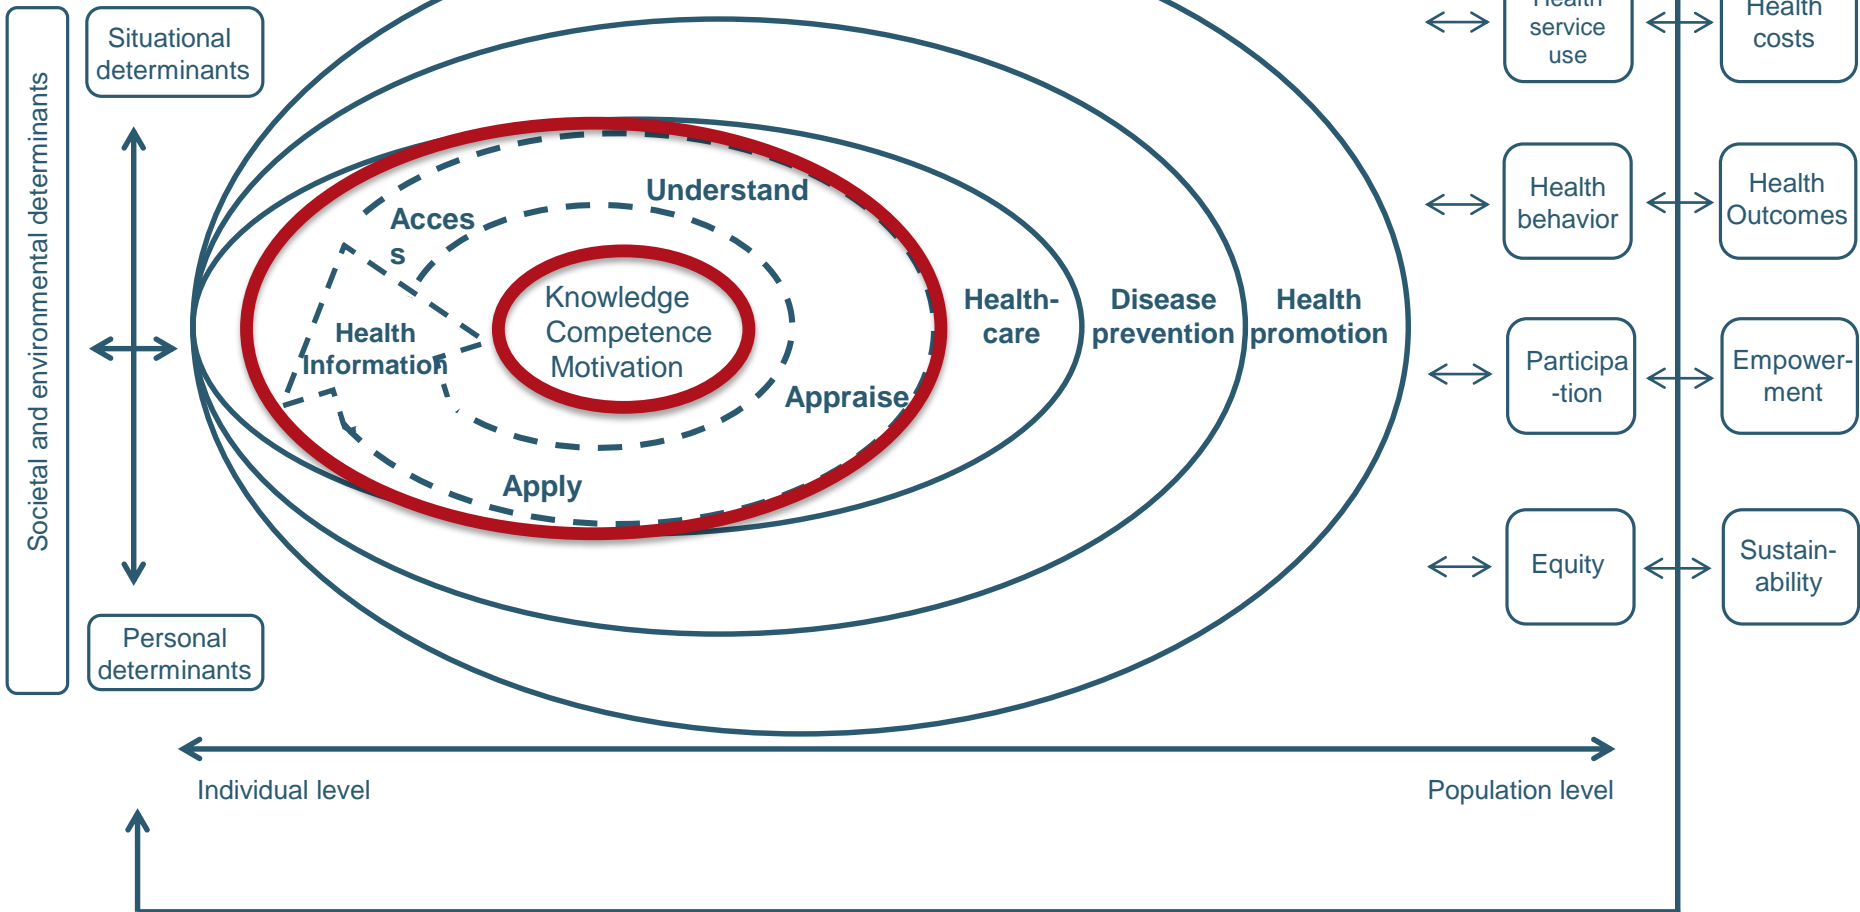 Societal and environmental determinants
Situational
determinants
Personal
determinants
Understand
Acces
s
Health
Information
Knowledge
Competence
Motivation
Appraise
Apply
Health-
care
Disease
prevention
Health
promotion
Health
service
use
Health
costs
Health
behavior
Health
Outcomes
Participa
-tion
Empower-
ment
Equity
Sustain-
ability
Individual level
Population level